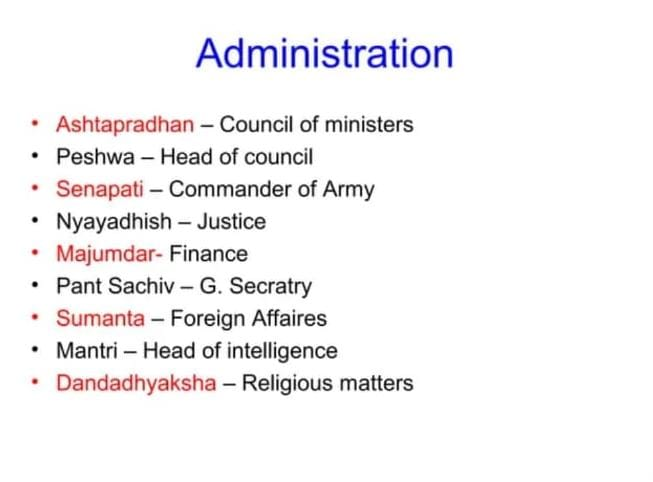 Administration
• Ashtapradhan – Council of ministers
• Peshwa – Head of council
• Senapati – Commander of Army
• Nyayadhish – Justice
• Majumdar- Finance
• Pant Sachiv – G. Secratry
• Sumanta – Foreign Affaires
• Mantri – Head of intelligence
• Dandadhyaksha – Religious matters